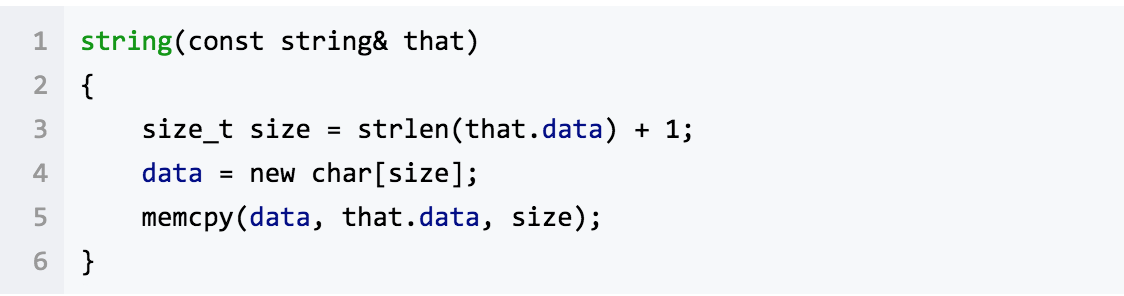 1 string(const string& that)
2 {
3     size_t size = strlen(that.data) + 1;
4     data = new char[size];
5     memcpy(data, that.data, size);
6 }